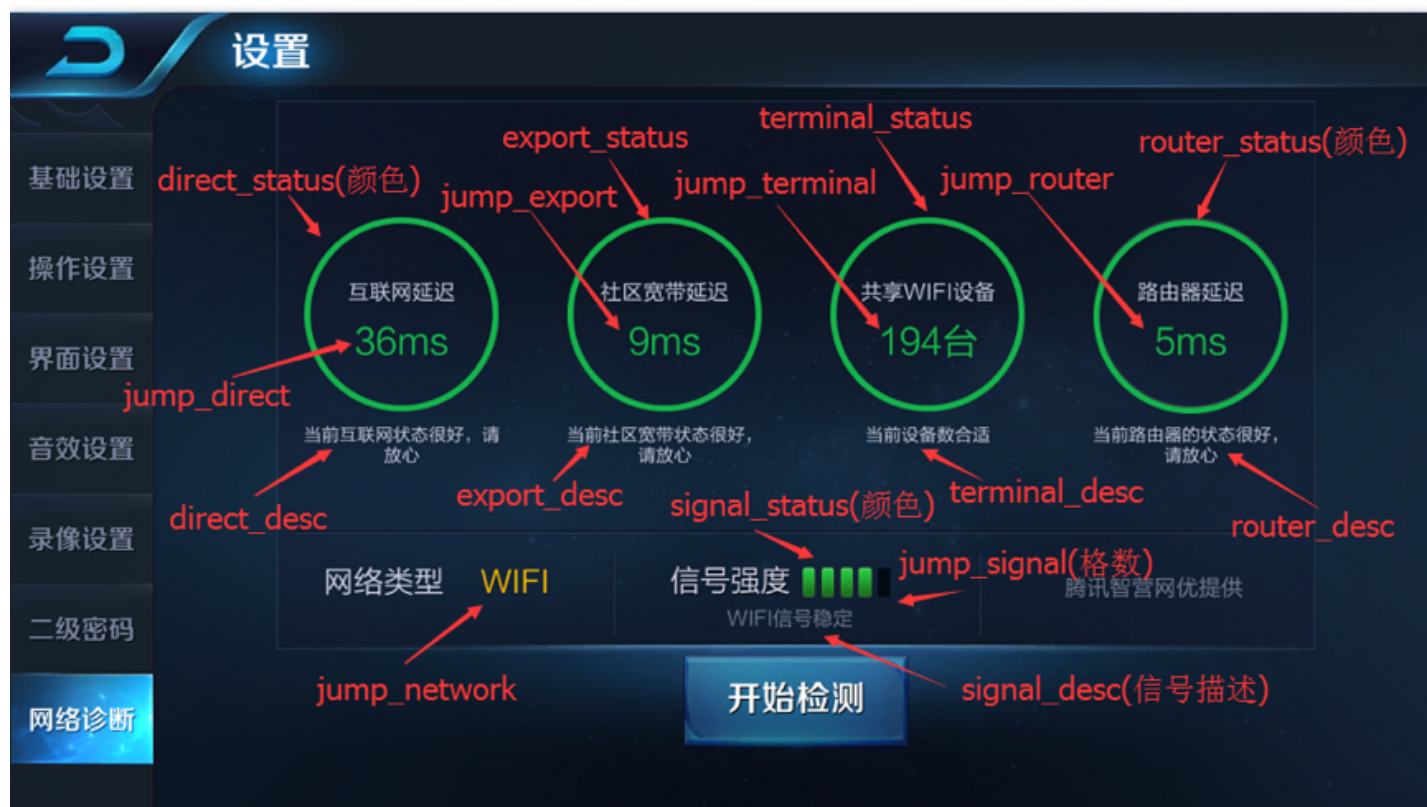 设置
基础设置
操作设置
界面设置
音效设置
录像设置
二级密码
网络诊断
terminal_status
export_status
router_status(颜色)
direct_status(颜色)
jump_export
jump_terminal
jump_router
互联网延迟
36ms
社区宽带延迟
9ms
共享WIFI设备
194台
路由器延迟
5ms
jump_direct
当前互联网状态很好，请
放心
当前社区宽带状态很好，
请放心
当前设备数合适
当前路由器的状态很好，
请放心
direct_desc
export_desc
signal_status(颜色)
terminal_desc
router_desc
网络类型 WIFI
信号强度
jump_signal(格数)
WIFI信号稳定
腾讯智营网优提供
jump_network
开始检测
signal_desc(信号描述)